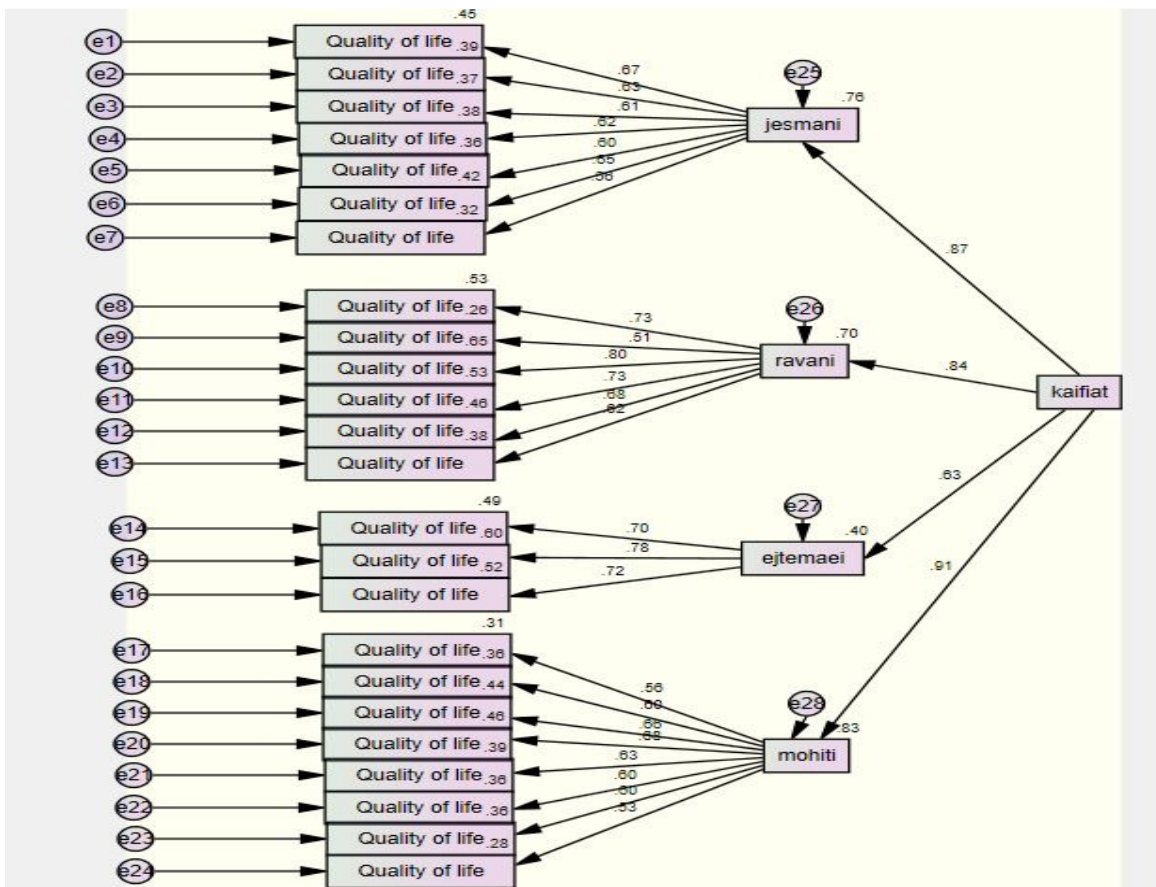 .45
e1 Quality of life .39
e2 Quality of life .37
e3 Quality of life .38
e4 Quality of life .36
e5 Quality of life .42
e6 Quality of life .32
e7 Quality of life
.67
.63
.61
.62
.60
.65
e25
.76
jesmani
.87
.53
e8 Quality of life .26
e9 Quality of life .65
e10 Quality of life .53
e11 Quality of life .46
e12 Quality of life .38
e13 Quality of life
.73
.51
.80
.73
.68
e26
.70
ravani
.84
kaifiat
.49
e14 Quality of life .60
e15 Quality of life .52
e16 Quality of life
.70
.78
.72
e27
.40
ejtemaei
.63
.91
.31
e17 Quality of life .36
e18 Quality of life .44
e19 Quality of life .46
e20 Quality of life .39
e21 Quality of life .36
e22 Quality of life .36
e23 Quality of life .28
e24 Quality of life
.56
.60
.66
.68
.63
.60
.60
.53
e28
.83
mohiti